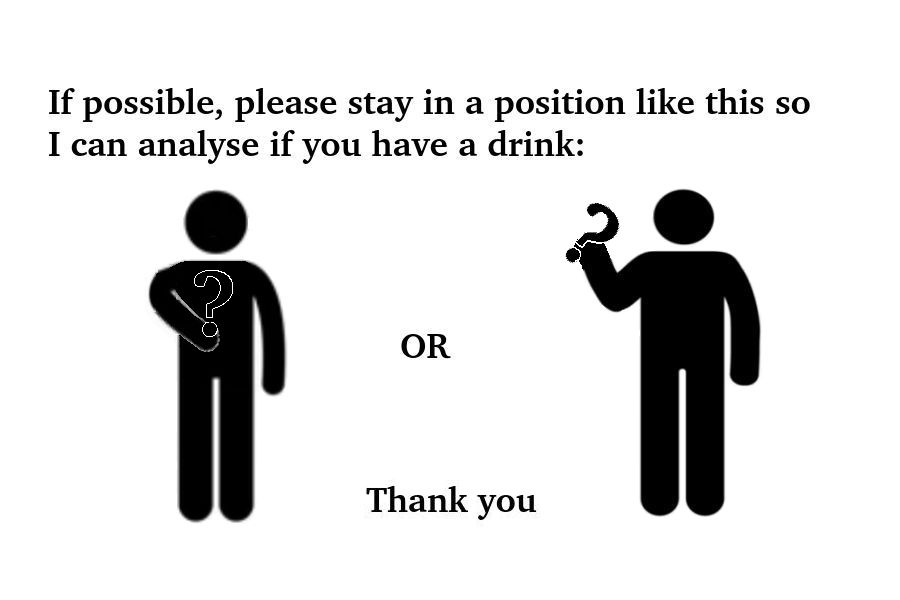 If possible, please stay in a position like this so
I can analyse if you have a drink:
? ?
OR
Thank you